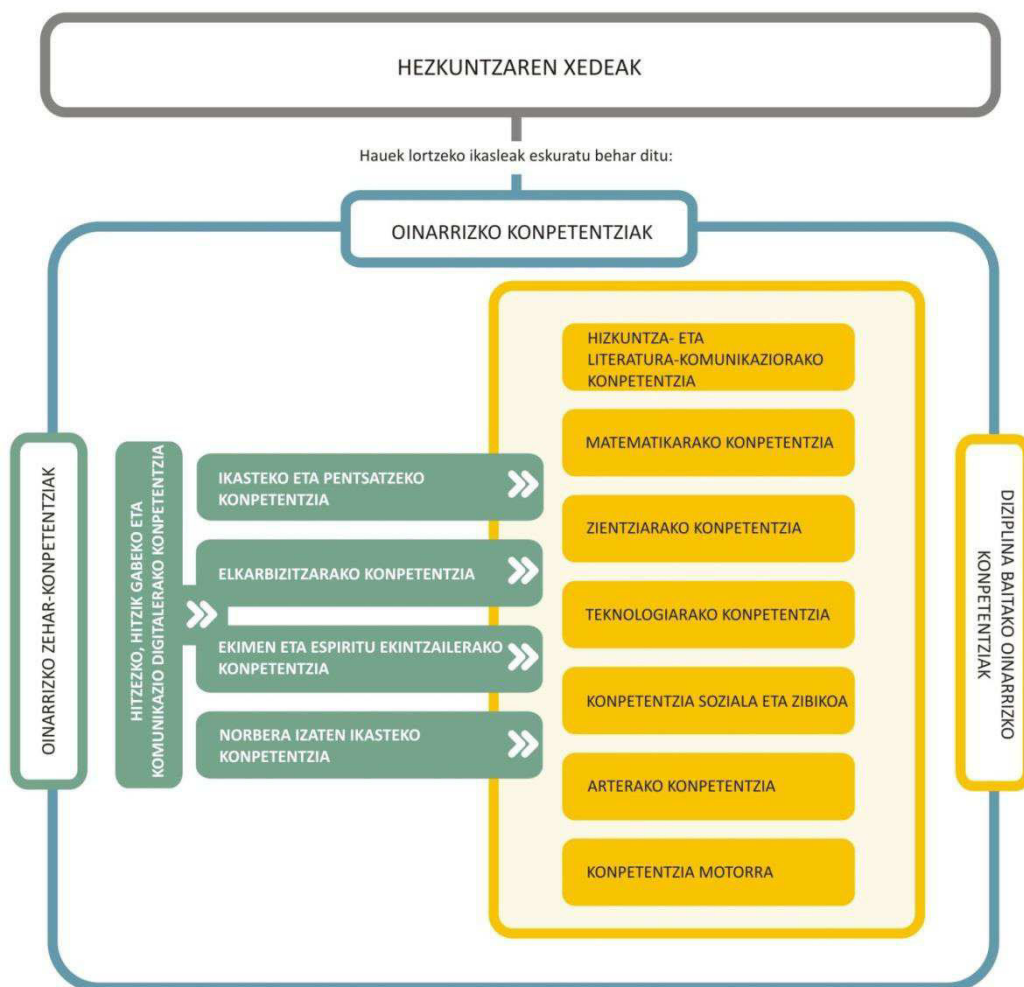 HEZKUNTZAREN XEDEAK
Hauek lortzeko ikasleak eskuratu behar ditu:
OINARRIZKO KONPETENTZIAK
OINARRIZKO ZEHAR-KONPETENTZIAK
HITZEZKO, HITZIK GABEKO ETA
KOMUNIKAZIO DIGITALERAKO KONPETENTZIA
IKASTEKO ETA PENTSATZEKO
KONPETENTZIA
ELKARBIZITZARAKO KONPETENTZIA
EKIMEN ETA ESPIRITU EKINTZAILERAKO
KONPETENTZIA
NORBERA IZATEN IKASTEKO
KONPETENTZIA
HIZKUNTZA- ETA
LITERATURA-KOMUNIKAZIORAKO
KONPETENTZIA
MATEMATIKARAKO KONPETENTZIA
ZIENTZIARAKO KONPETENTZIA
TEKNOLOGIARAKO KONPETENTZIA
KONPETENTZIA SOZIALA ETA ZIBIKOA
ARTERAKO KONPETENTZIA
KONPETENTZIA MOTORRA
DIZIPLINA BAITAKO OINARRIZKO
KONPETENTZIAK